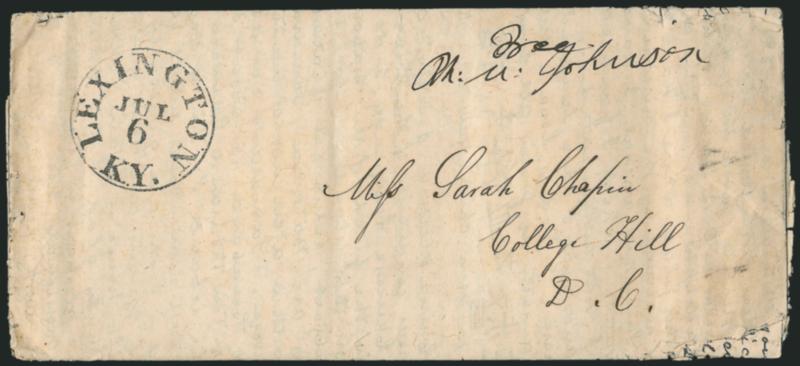 LEXINGTON
JUL
6
KY.
Free
M. U. Johnson
Miss Sarah Chapin
College Hill
D. C.